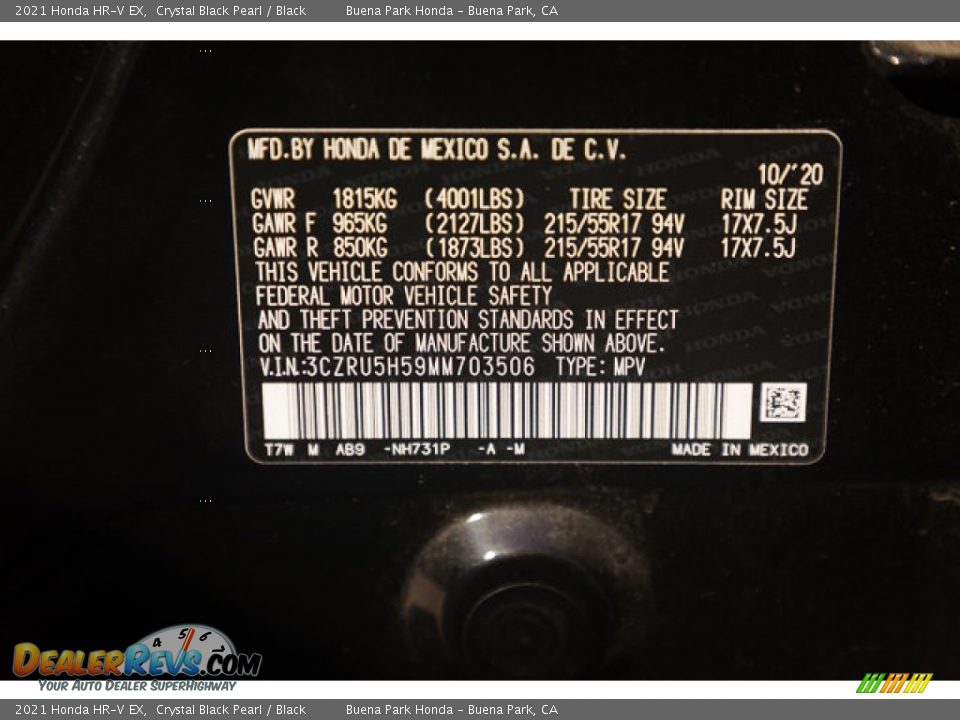 2021 Honda HR-V EX, Crystal Black Pearl / Black Buena Park Honda - Buena Park, CA
MFD.BY HONDA DE MEXICO S.A. DE C.V.
10/'20
GVWR 1815KG (4001LBS) TIRE SIZE RIM SIZE
GAWR F 965KG (2127LBS) 215/55R17 94V 17X7.5J
GAWR R 850KG (1873LBS) 215/55R17 94V 17X7.5J
THIS VEHICLE CONFORMS TO ALL APPLICABLE
FEDERAL MOTOR VEHICLE SAFETY
AND THEFT PREVENTION STANDARDS IN EFFECT
ON THE DATE OF MANUFACTURE SHOWN ABOVE.
V.I.N.:3CZRU5H59MM703506 TYPE: MPV
T7W M AB9 -NH731P -A -M MADE IN MEXICO
4 5 6
DEALERREVS.COM
YOUR AUTO DEALER SUPERHIGHWAY
2021 Honda HR-V EX, Crystal Black Pearl / Black Buena Park Honda - Buena Park, CA